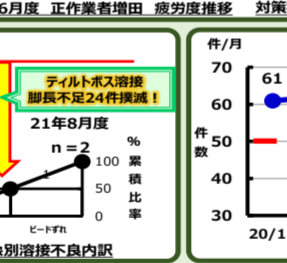 6月度 正作業者増田 疲労度推移 対策
ティルトボス溶接
脚長不足24件撲滅！
21年8月度
n＝2
%
100
50
0
累積比率
1
ビードずれ
別溶接不良内訳
件/月
70
60
50
40
30
件数
61
20/1